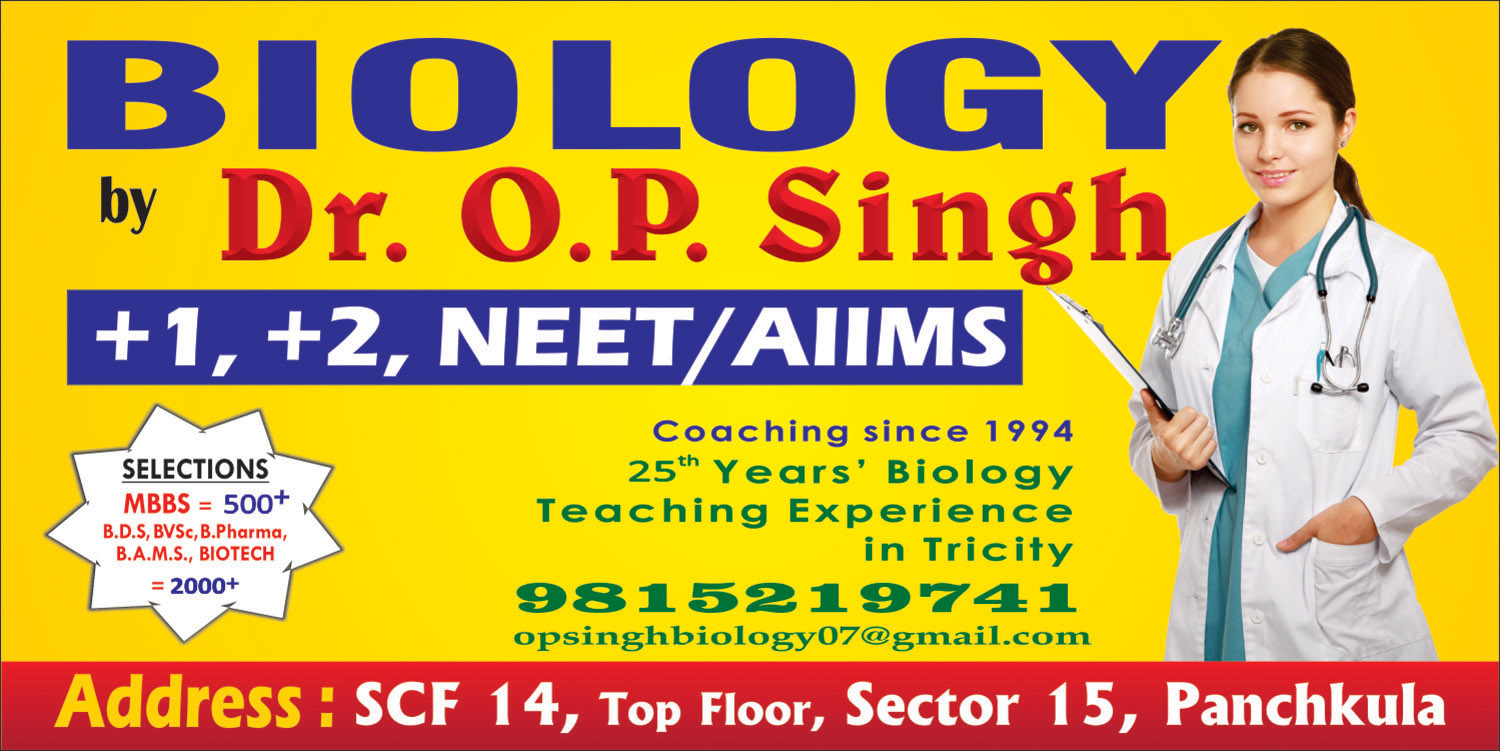 BIOLOGY
by Dr. O.P. Singh
+1, +2, NEET/AIIMS
SELECTIONS
MBBS = 500+
B.D.S, BVSc, B.Pharma,
B.A.M.S., BIOTECH
= 2000+
Coaching since 1994
25th Years' Biology
Teaching Experience
in Tricity
9815219741
opsinghbiology07@gmail.com
Address : SCF 14, Top Floor, Sector 15, Panchkula